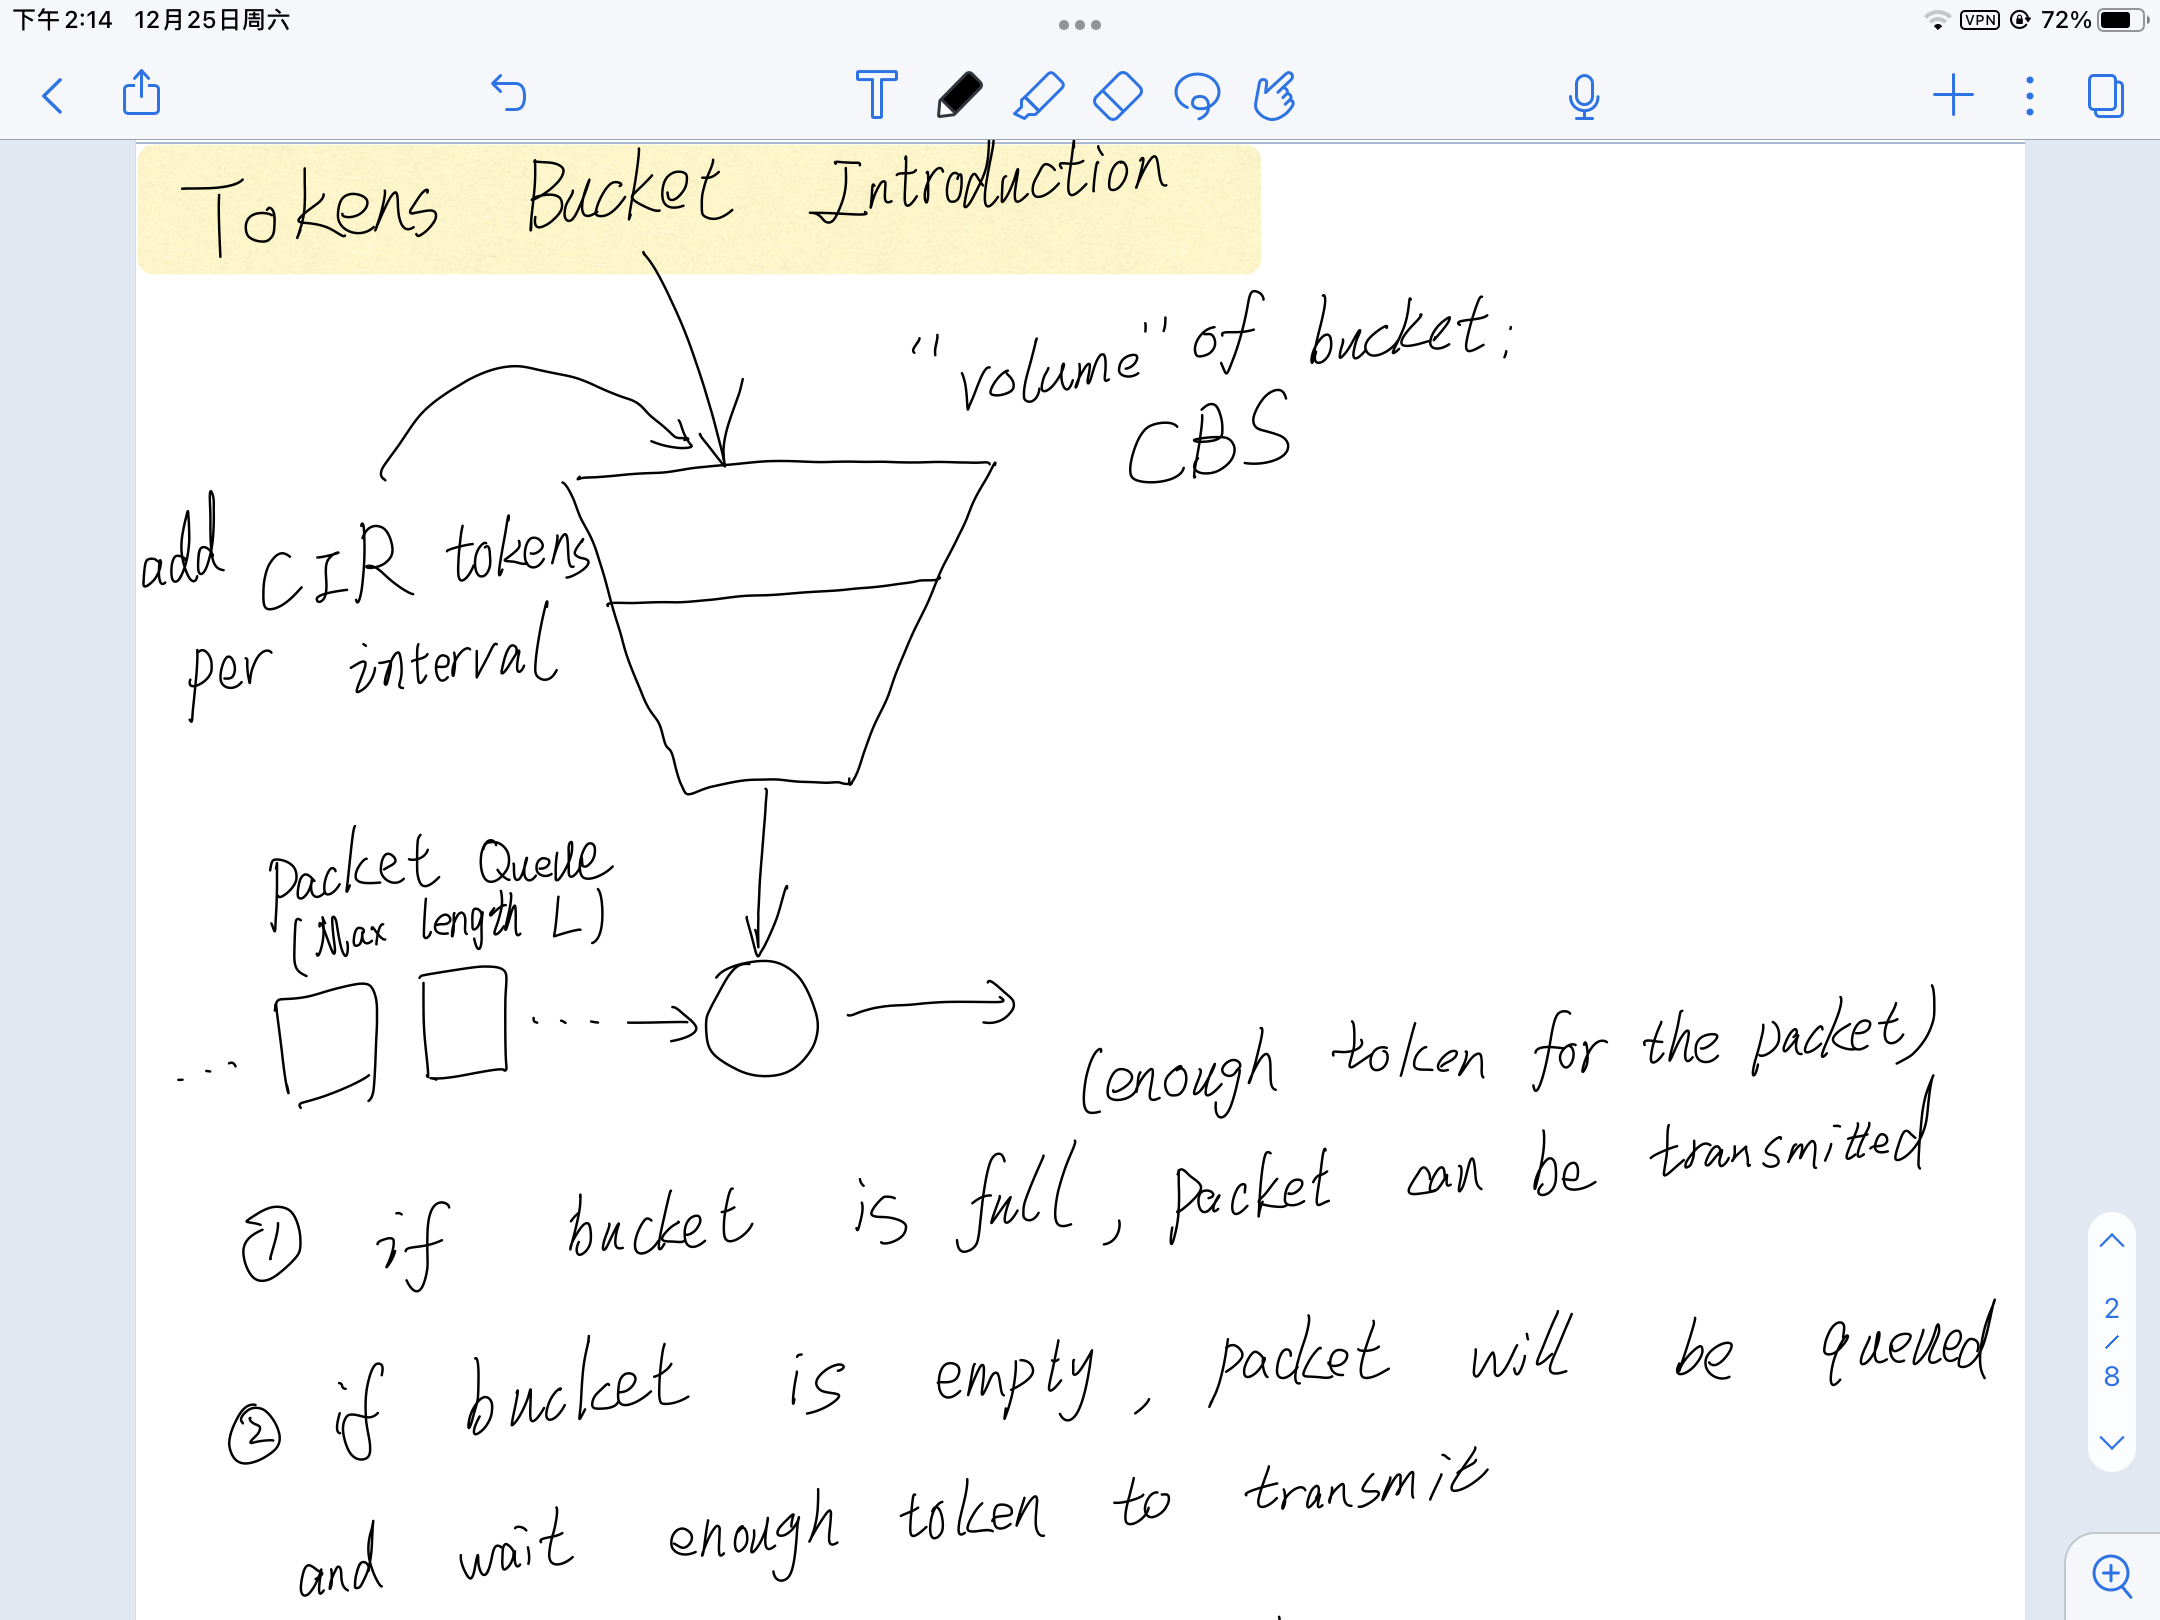 下午2:14 12月25日周六
VPN 72%
Tokens Bucket Introduction
"volume" of bucket:
CBS
add CIR tokens
per interval
Packet Queue
(Max length L)
... ... 
(enough token for the packet)
① if bucket is full, packet can be transmitted
② if bucket is empty, packet will be queued
and wait enough token to transmit
2
/
8